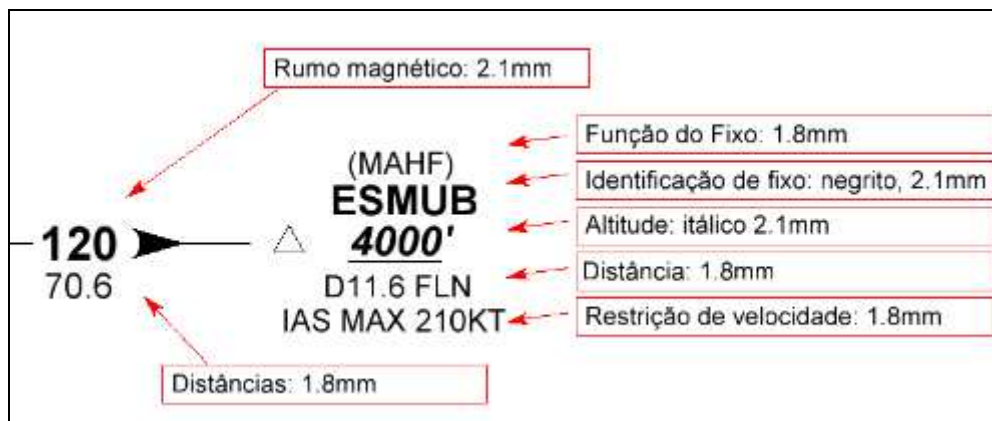 Rumo magnético: 2.1mm
Função do Fixo: 1.8mm
(MAHF)
Identificação de fixo: negrito, 2.1mm
ESMUB
Altitude: itálico 2.1mm
120
4000'
Distância: 1.8mm
70.6
D11.6 FLN
Restrição de velocidade: 1.8mm
IAS MAX 210KT
Distâncias: 1.8mm